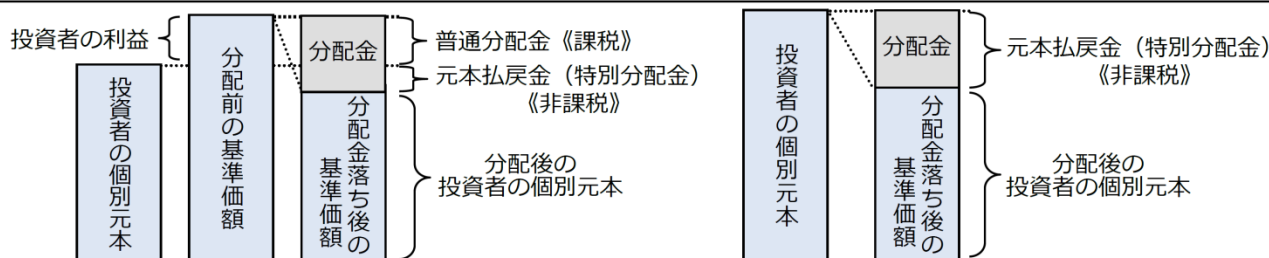 投資者の利益
投資者の個別元本
分配前の基準価額
分配金
分配金落ち後の
基準価額
普通分配金《課税》
元本払戻金（特別分配金）
《非課税》
分配後の
投資者の個別元本
投資者の個別元本
分配金
分配金落ち後の
基準価額
元本払戻金（特別分配金）
《非課税》
分配後の
投資者の個別元本